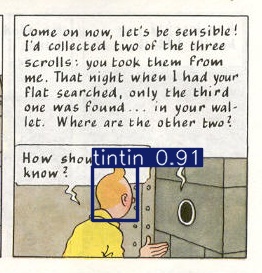 Come on now, let's be sensible!
I'd collected two of the three
scrolls: you took them from
me. That night when I had your
flat searched, only the third
one was found... in your wal-
let. Where are the other two?
How shou
tintin 0.91
know?